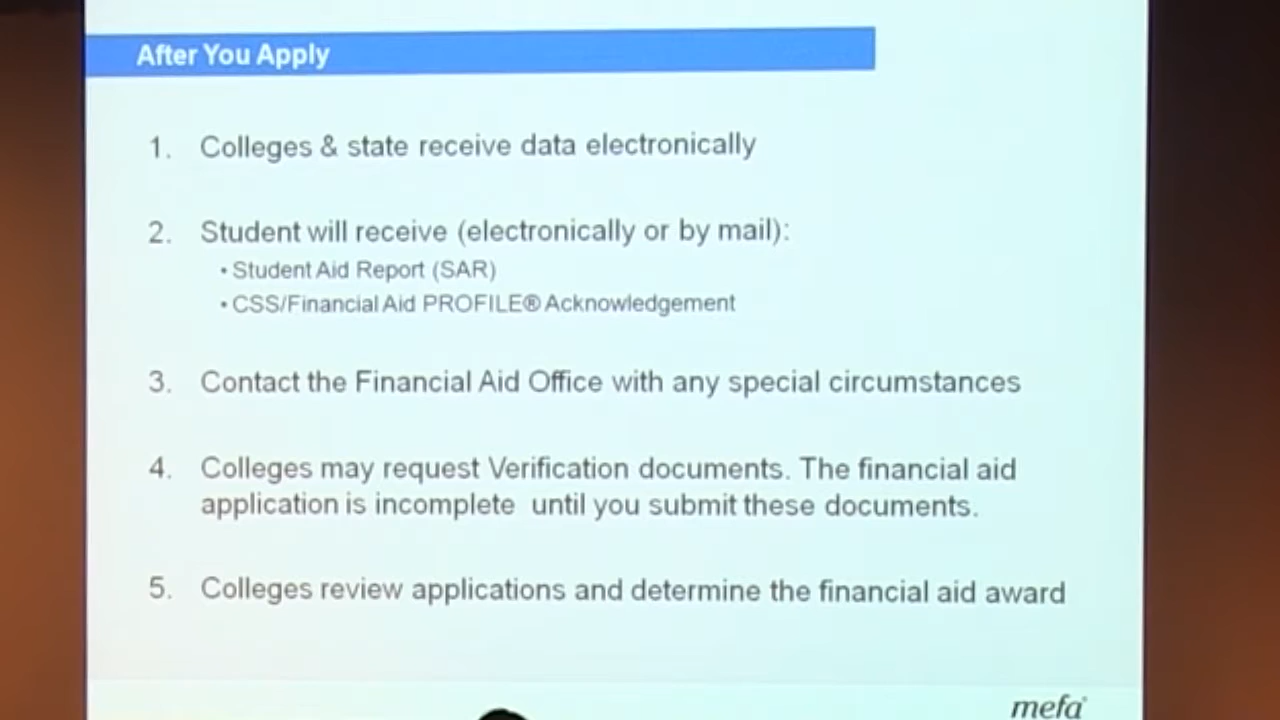 After You Apply
1. Colleges & state receive data electronically
2. Student will receive (electronically or by mail):
• Student Aid Report (SAR)
• CSS/Financial Aid PROFILE® Acknowledgement
3. Contact the Financial Aid Office with any special circumstances
4. Colleges may request Verification documents. The financial aid
application is incomplete until you submit these documents.
5. Colleges review applications and determine the financial aid award
mefa